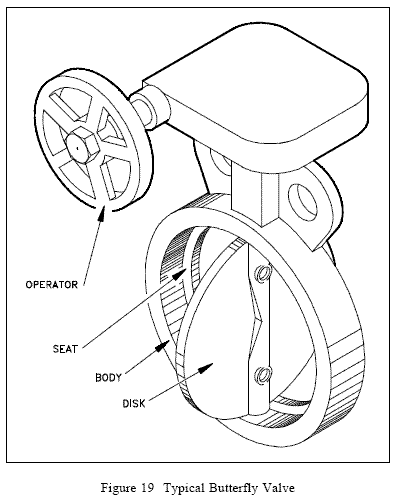 OPERATOR
SEAT
BODY
DISK
Figure 19 Typical Butterfly Valve